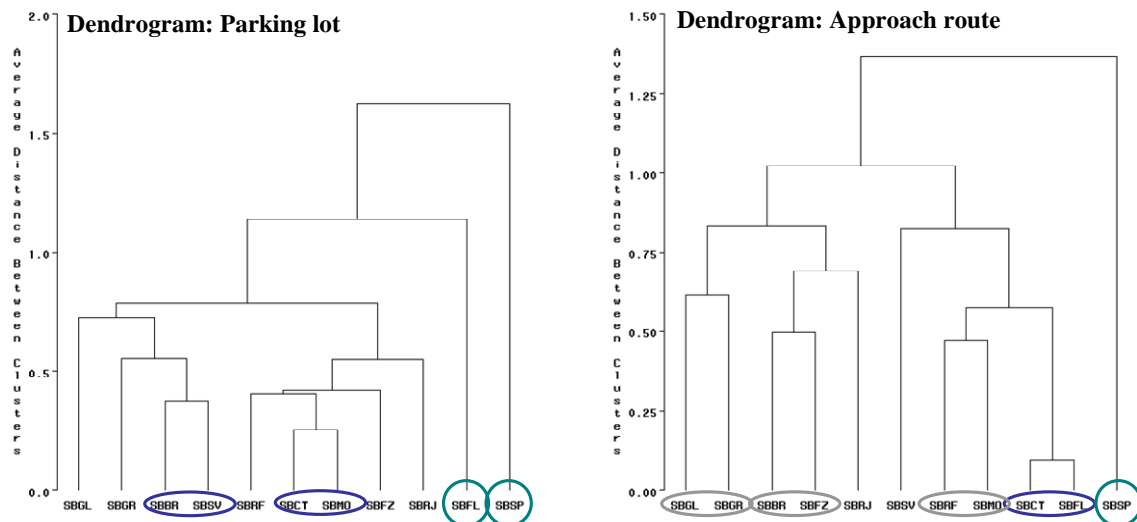 Dendrogram: Parking lot
Average Distance Between Clusters
2.0
1.5
1.0
0.5
0.0
SBGL SBGR SBBR SBSV SBRF SBCT SBMO SBFZ SBRJ SBFL SBSP
Dendrogram: Approach route
Average Distance Between Clusters
1.50
1.25
1.00
0.75
0.50
0.25
0.00
SBGL SBGR SBBR SBFZ SBRJ SBSV SBRF SBMO SBCT SBFL SBSP